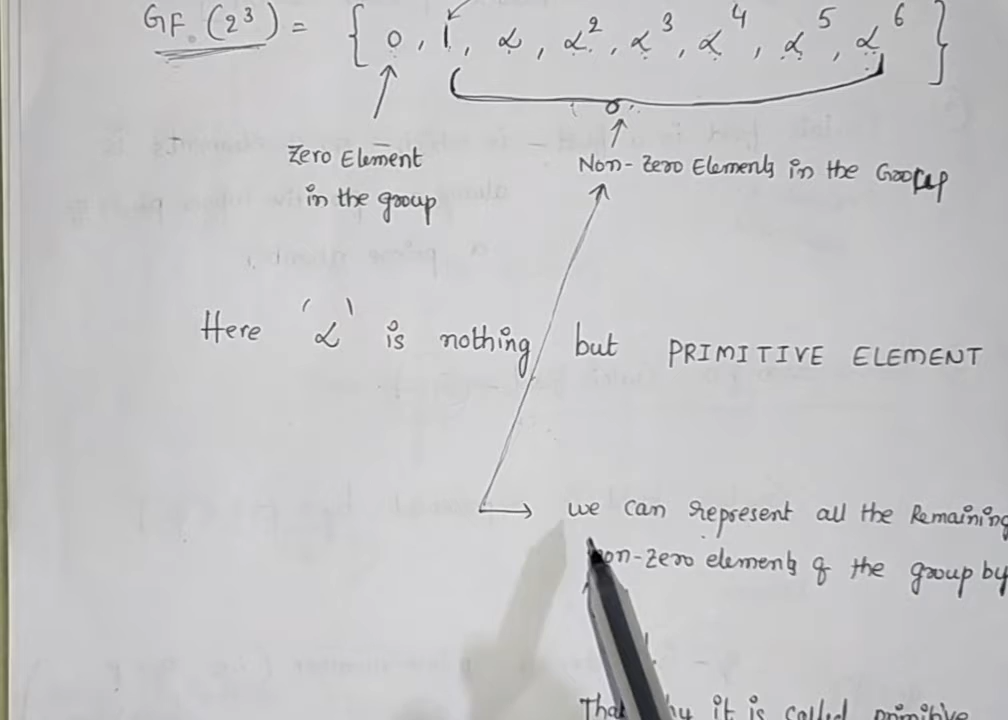 GF (2³) = { 0, 1, α, α², α³, α⁴, α⁵, α⁶ }
Zero Element
in the group
Non-Zero Elements in the Group
Here 'α' is nothing but PRIMITIVE ELEMENT
we can represent all the Remaining
non-zero elements of the group by
it is called primitive